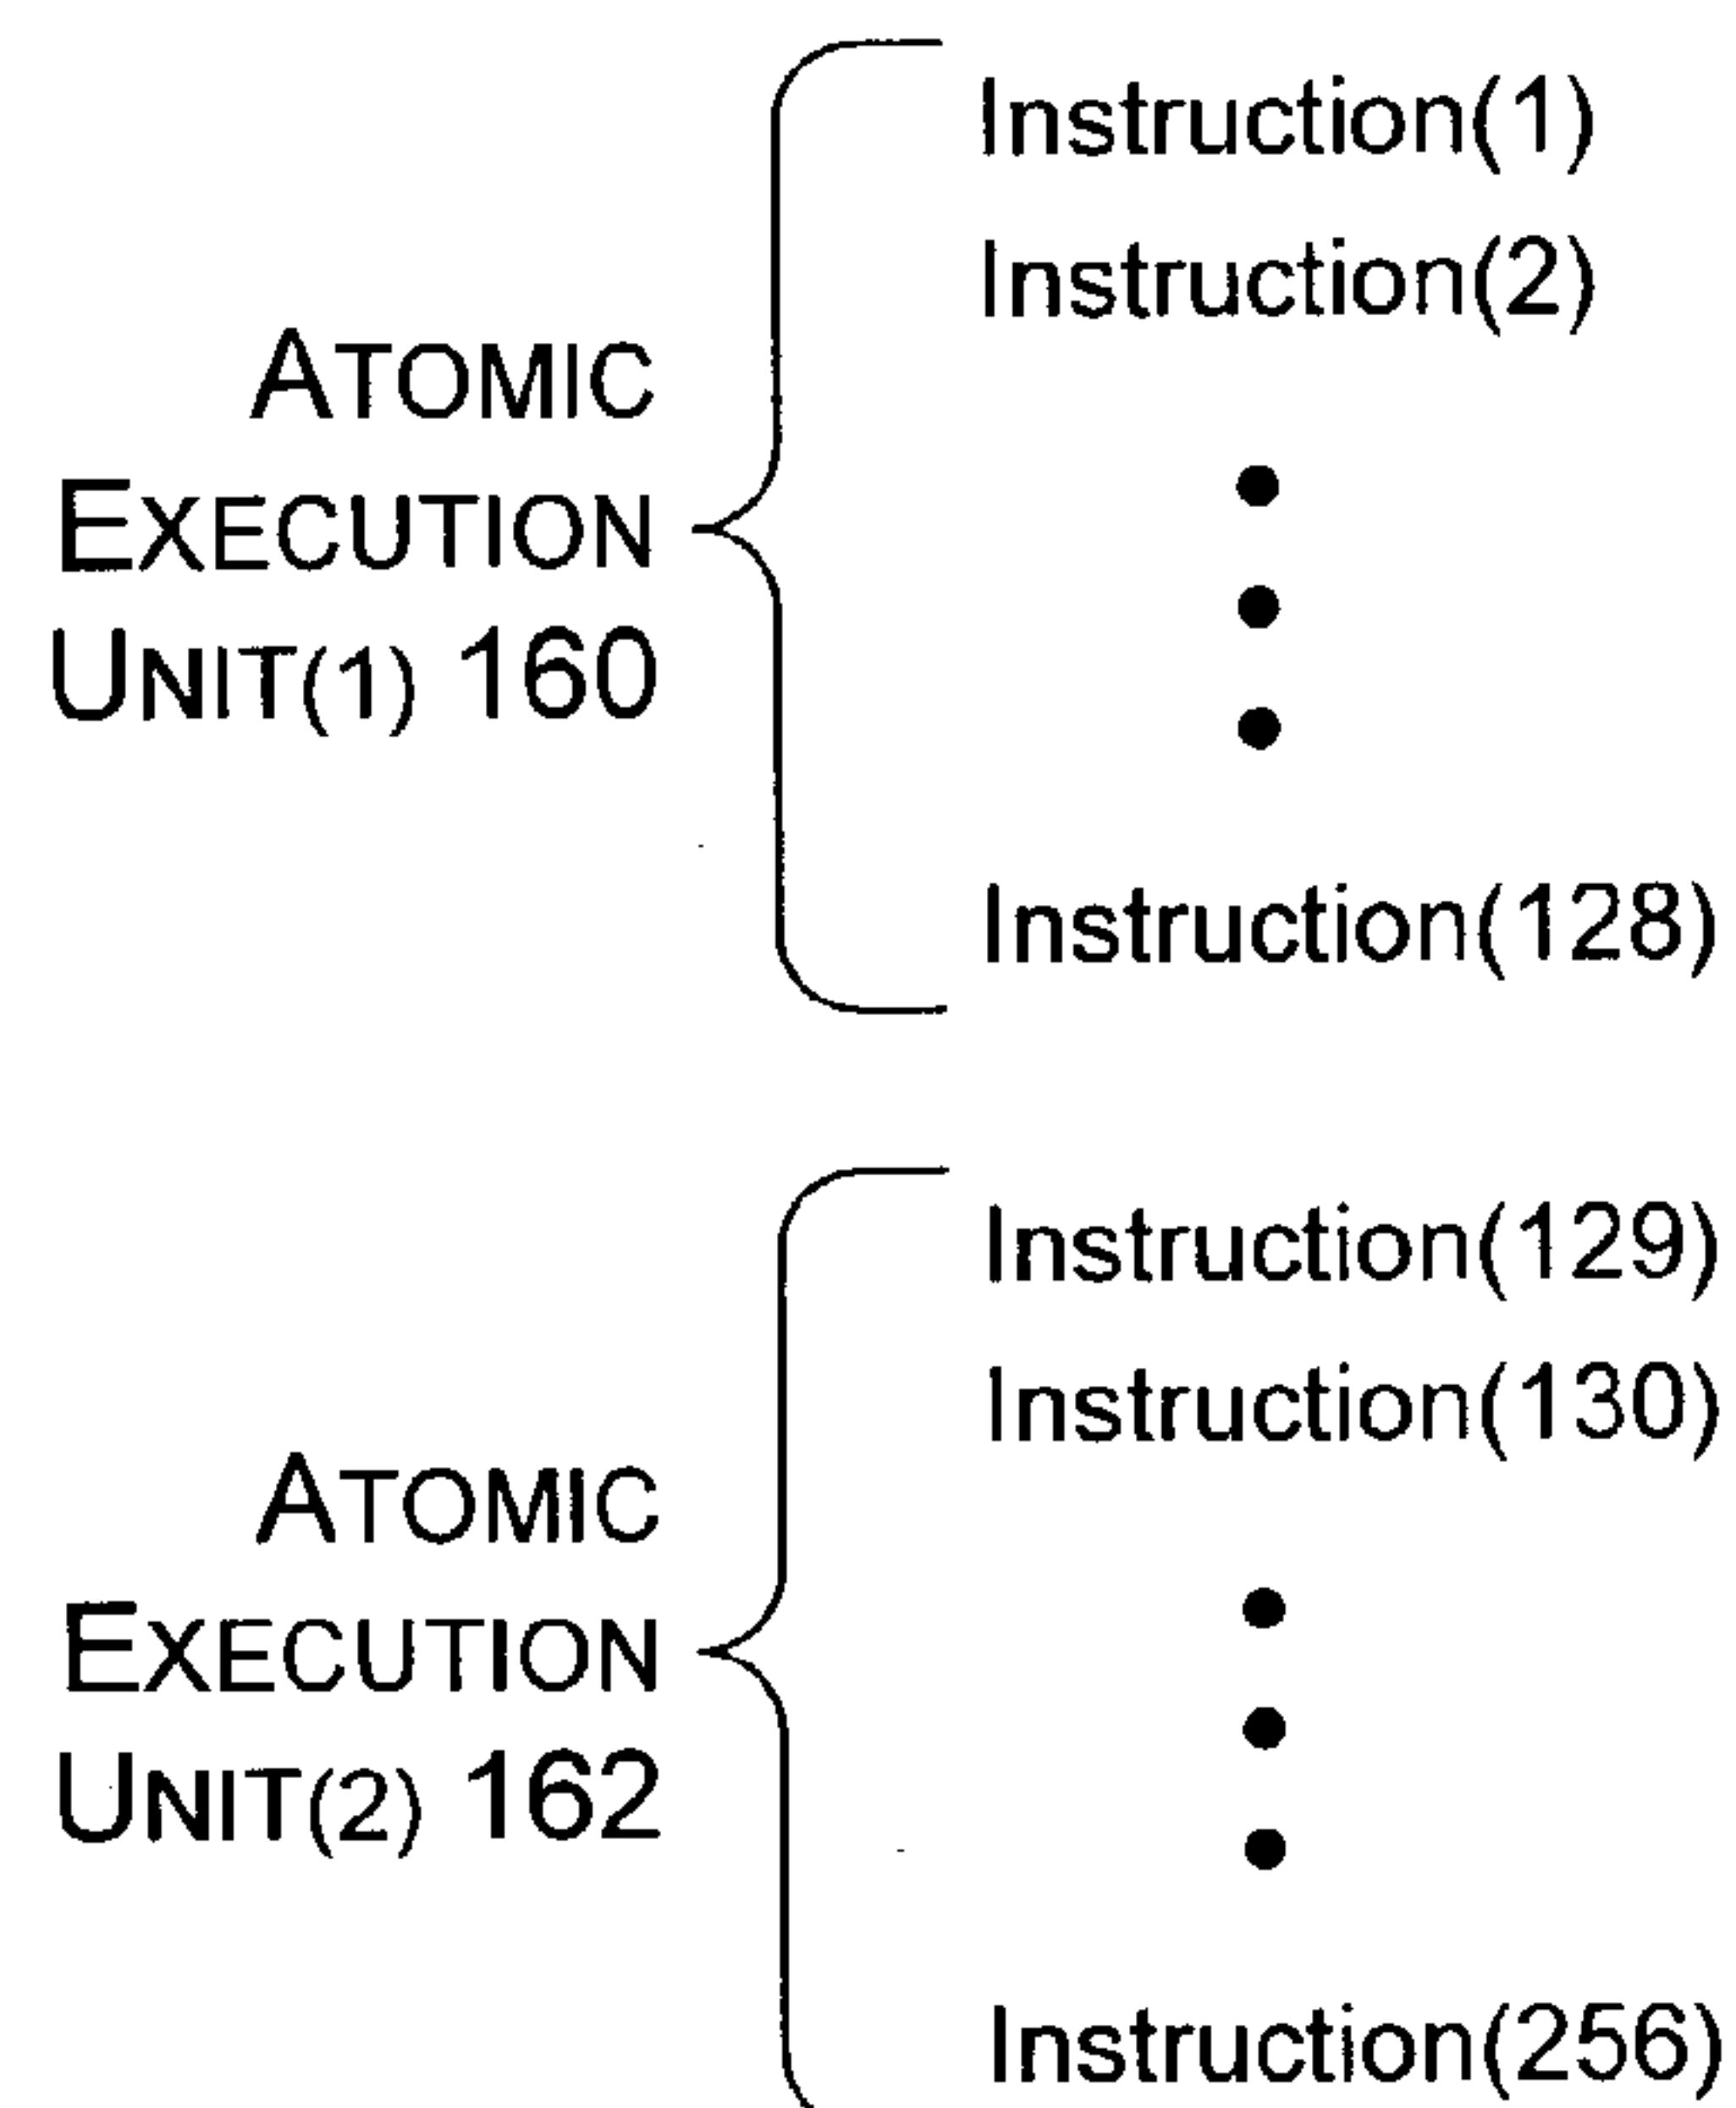 Instruction(1)
Instruction(2)
ATOMIC
EXECUTION
UNIT(1) 160
Instruction(128)
Instruction(129)
Instruction(130)
ATOMIC
EXECUTION
UNIT(2) 162
Instruction(256)